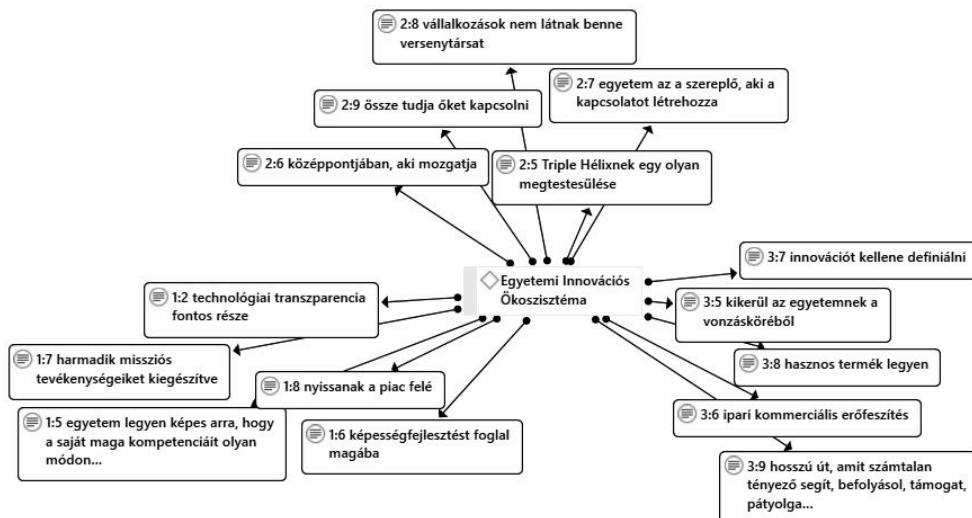 2:8 vállalkozások nem látnak benne
versenytársat
2:7 egyetem az a szereplő, aki a
kapcsolatot létrehozza
2:9 össze tudja őket kapcsolni
2:6 középpontjában, aki mozgatja
2:5 Triple Hélixnek egy olyan
megtestesülése
Egyetemi Innovációs
Ökoszisztéma
3:7 innovációt kellene definiálni
1:2 technológiai transzparencia
fontos része
3:5 kikerül az egyetemnek a
vonzásköréből
1:7 harmadik missziós
tevékenységeiket kiegészítve
3:8 hasznos termék legyen
1:8 nyissanak a piac felé
1:5 egyetem legyen képes arra, hogy
a saját maga kompetenciáit olyan
módon...
1:6 képességfejlesztést foglal
magába
3:6 ipari kommerciális erőfeszítés
3:9 hosszú út, amit számtalan
tényező segít, befolyásol, támogat,
pátyolga...